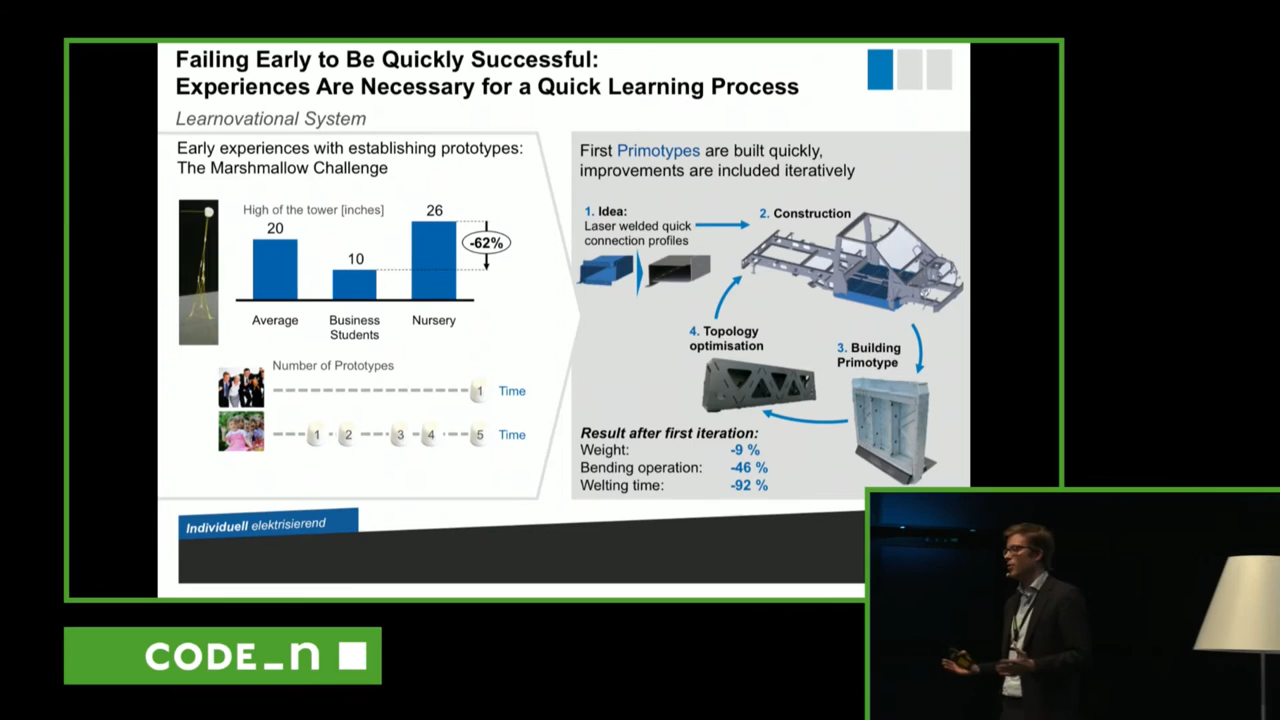 Failing Early to Be Quickly Successful:
Experiences Are Necessary for a Quick Learning Process
Learnovational System
Early experiences with establishing prototypes:
The Marshmallow Challenge
High of the tower [inches]
20
10
26
-62%
Average
Business
Students
Nursery
Number of Prototypes
1
Time
1
2
3
4
5
Time
First Primotypes are built quickly,
improvements are included iteratively
1. Idea:
Laser welded quick
connection profiles
2. Construction
3. Building
Primotype
4. Topology
optimisation
Result after first iteration:
Weight: -9 %
Bending operation: -46 %
Welting time: -92 %
Individuell elektrisierend
CODE_n